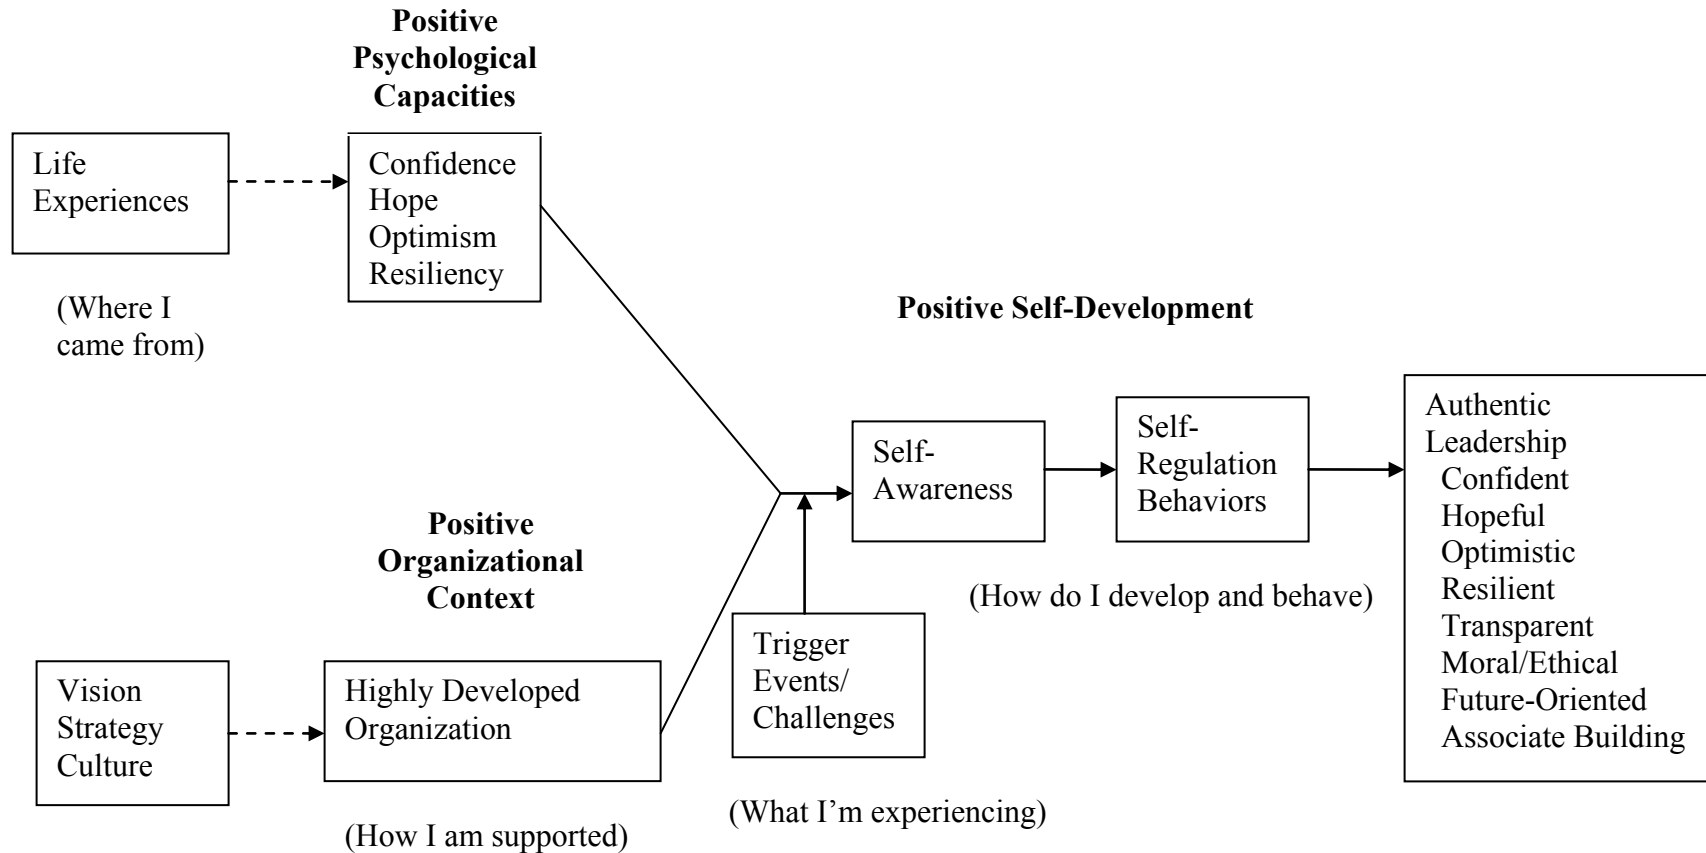 Positive
Psychological
Capacities
Life
Experiences
Confidence
Hope
Optimism
Resiliency
(Where I
came from)
Positive Self-Development
Self-
Awareness
Self-
Regulation
Behaviors
Authentic
Leadership
Confident
Hopeful
Optimistic
Resilient
Transparent
Moral/Ethical
Future-Oriented
Associate Building
(How do I develop and behave)
Positive
Organizational
Context
Vision
Strategy
Culture
Highly Developed
Organization
Trigger
Events/
Challenges
(How I am supported)
(What I’m experiencing)